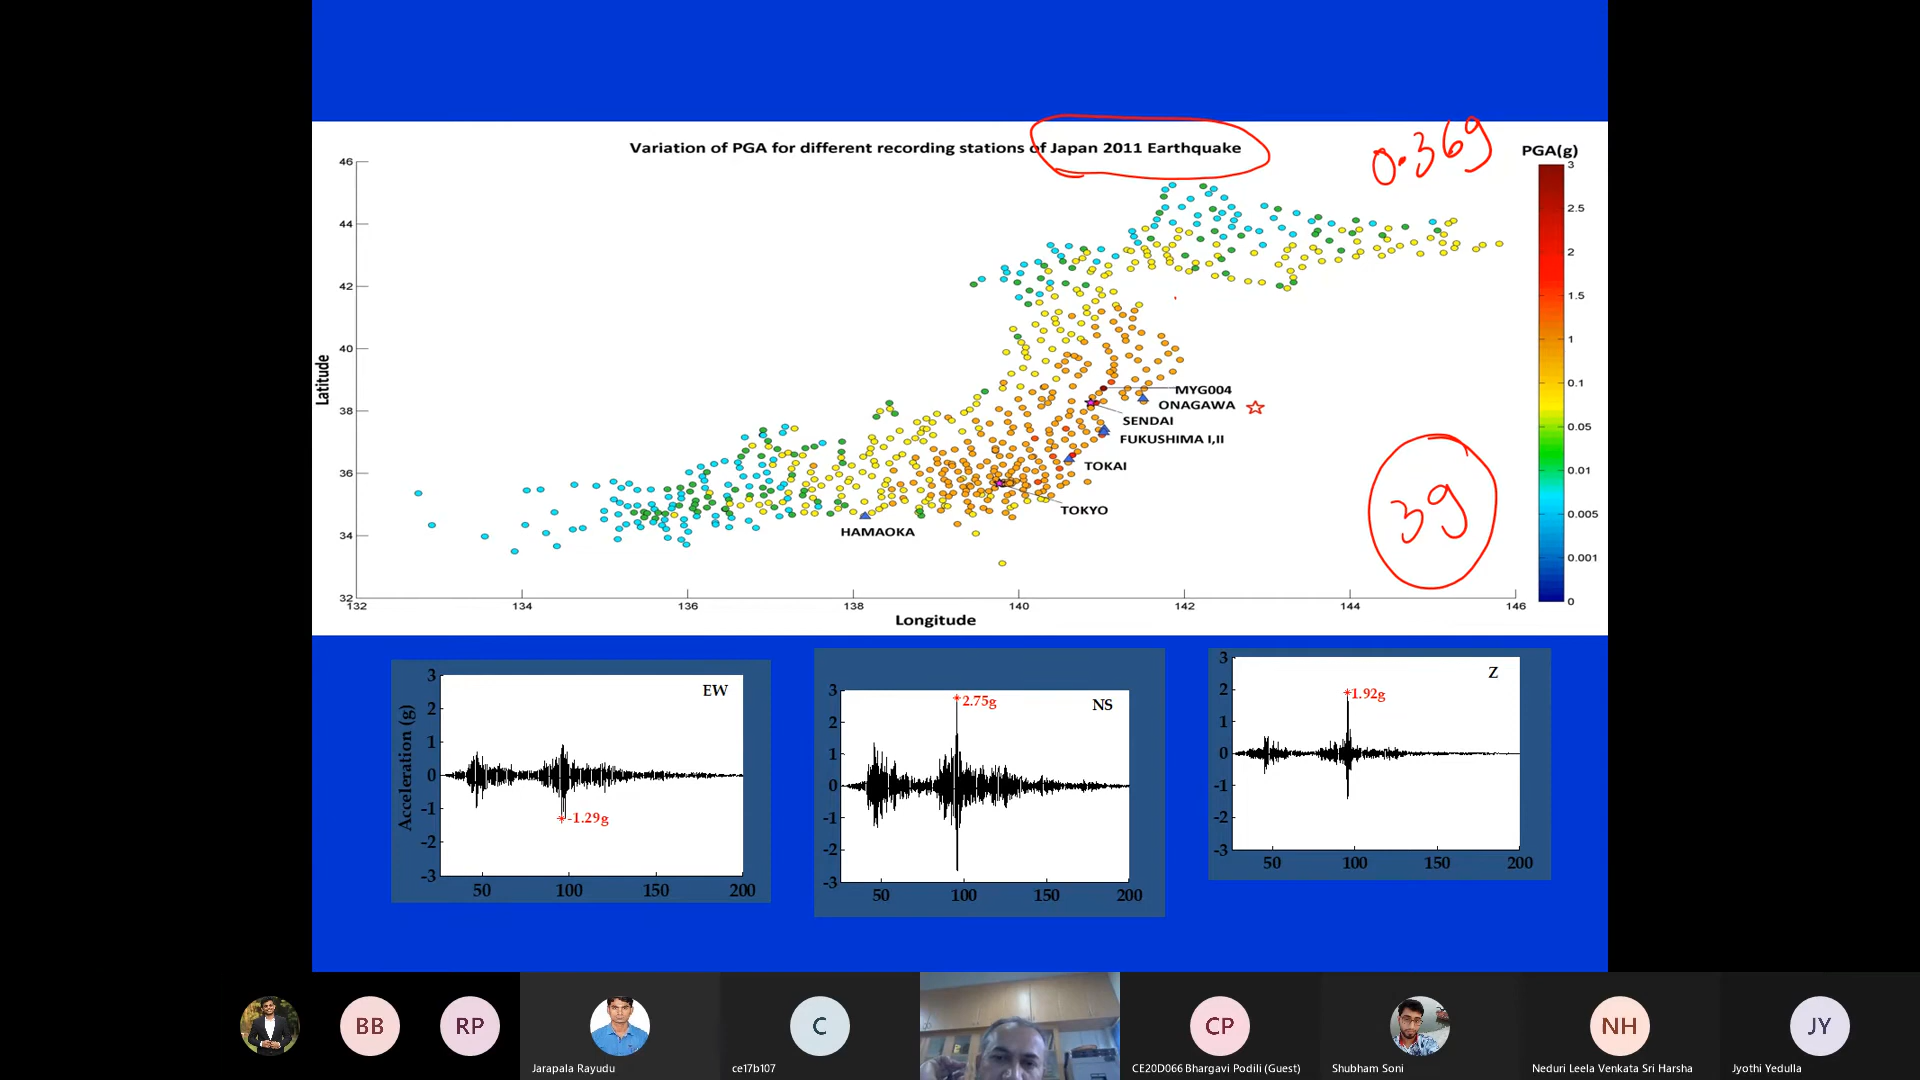 Variation of PGA for different recording stations of Japan 2011 Earthquake
0.36g
PGA(g)
46
44
42
40
38
36
34
32
Latitude
132
134
136
138
140
142
144
146
Longitude
MYG004
ONAGAWA
SENDAI
FUKUSHIMA I,II
TOKAI
TOKYO
HAMAOKA
3g
3
2.5
2
1.5
1
0.1
0.05
0.01
0.005
0.001
0
EW
Acceleration (g)
3
2
1
0
-1
-2
-3
-1.29g
50
100
150
200
NS
3
2
1
0
-1
-2
-3
2.75g
50
100
150
200
Z
3
2
1
0
-1
-2
-3
1.92g
50
100
150
200
BB
RP
Jarapala Rayudu
C
ce17b107
CP
CE20D066 Bhargavi Podili (Guest)
Shubham Soni
NH
Neduri Leela Venkata Sri Harsha
JY
Jyothi Yedulla